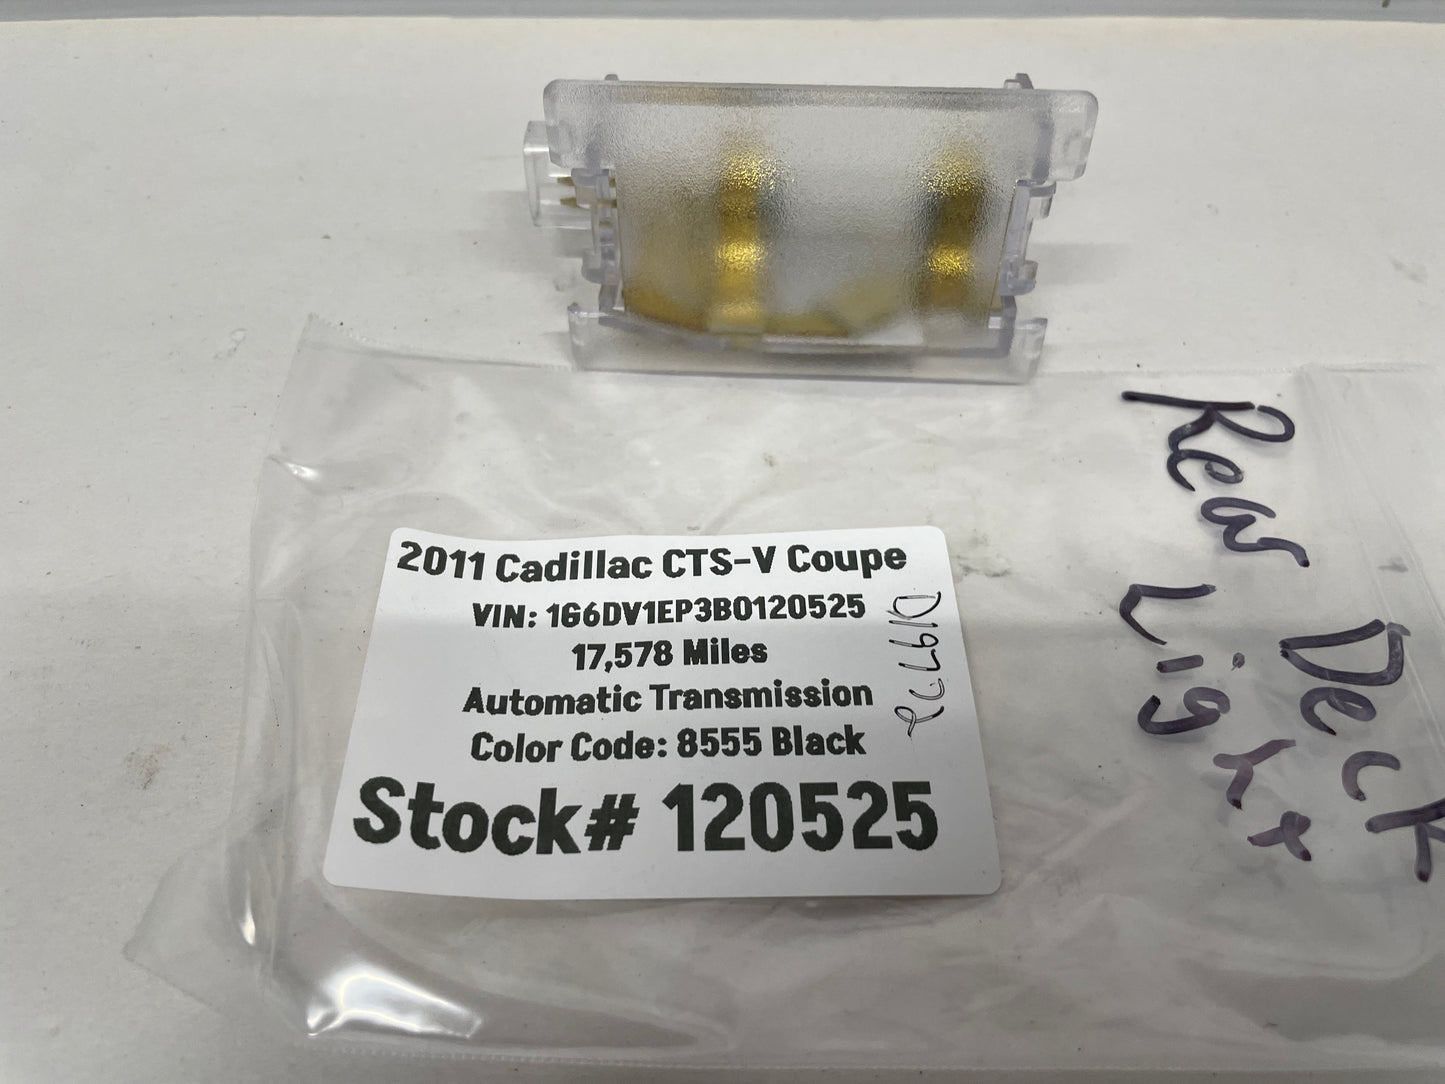 2011 Cadillac CTS-V Coupe
VIN: 1G6DV1EP3B0120525
17,578 Miles
Automatic Transmission
Color Code: 8555 Black
Stock# 120525
Rear Deck
Light